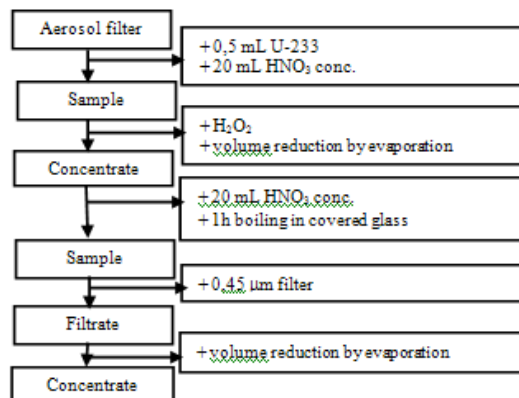 Aerosol filter
+ 0,5 mL U-233
+ 20 mL HNO₃ conc.
Sample
+ H₂O₂
+ volume reduction by evaporation
Concentrate
+ 20 mL HNO₃ conc.
+ 1h boiling in covered glass
Sample
+ 0,45 µm filter
Filtrate
+ volume reduction by evaporation
Concentrate